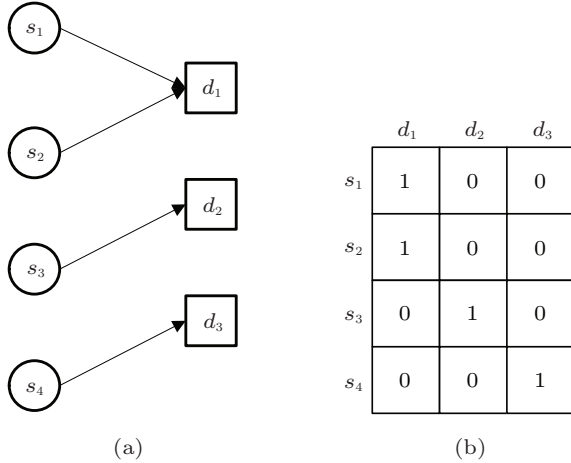 s₁
d₁
s₂
d₂
s₃
d₃
s₄
(a)
d₁ d₂ d₃
s₁ 1 0 0
s₂ 1 0 0
s₃ 0 1 0
s₄ 0 0 1
(b)